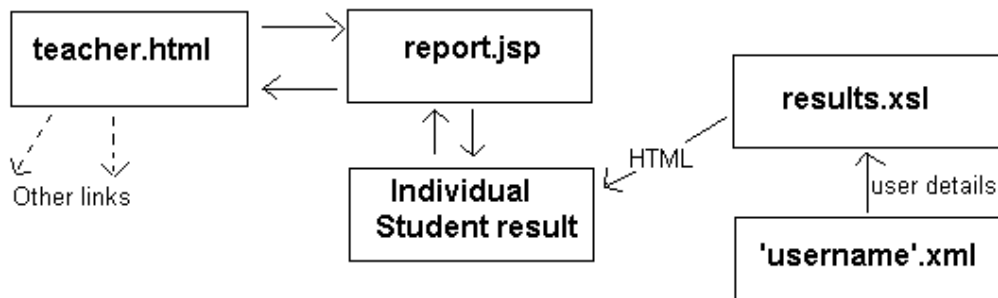 teacher.html
report.jsp
results.xsl
HTML
Individual
Student result
user details
Other links
'username'.xml